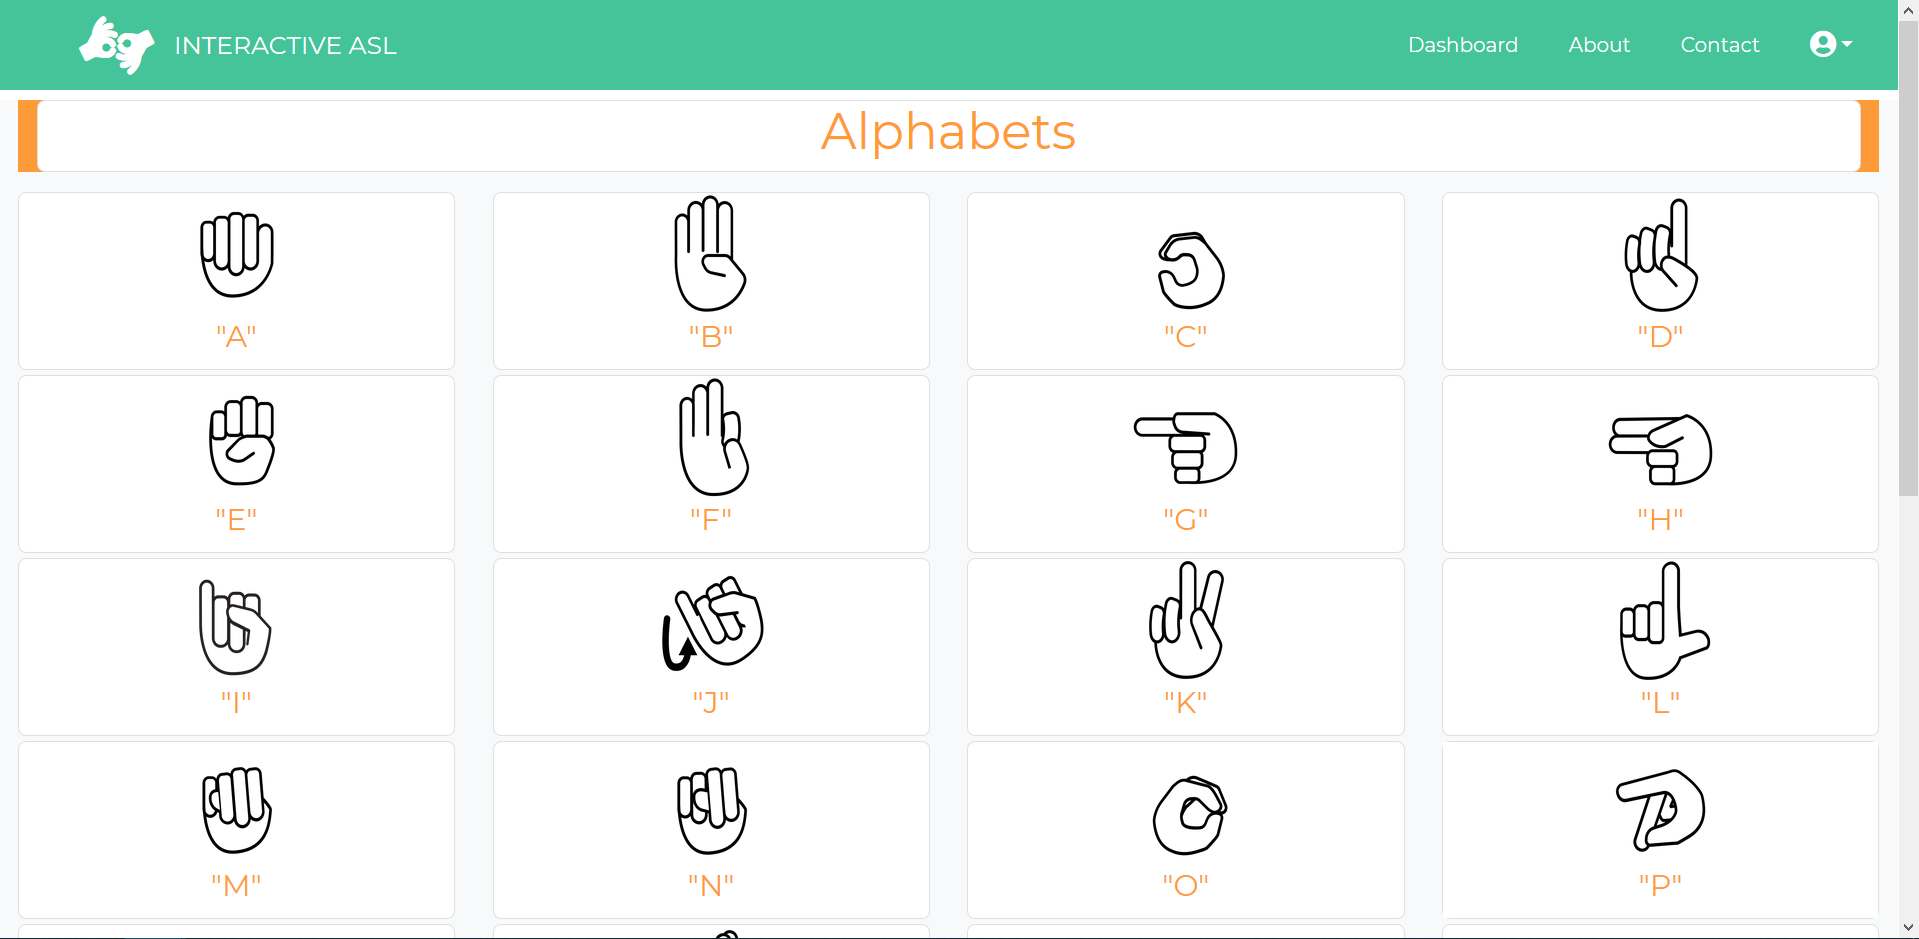 INTERACTIVE ASL
Dashboard About Contact
Alphabets
"A" "B" "C" "D"
"E" "F" "G" "H"
"I" "J" "K" "L"
"M" "N" "O" "P"